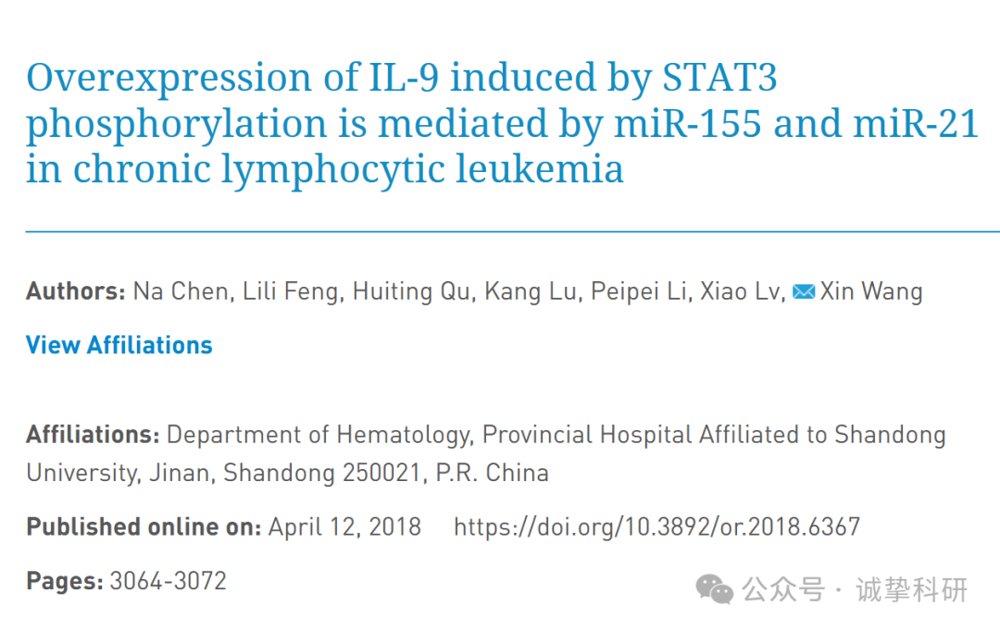 Overexpression of IL-9 induced by STAT3
phosphorylation is mediated by miR-155 and miR-21
in chronic lymphocytic leukemia
Authors: Na Chen, Lili Feng, Huiting Qu, Kang Lu, Peipei Li, Xiao Lv, Xin Wang
View Affiliations
Affiliations: Department of Hematology, Provincial Hospital Affiliated to Shandong
University, Jinan, Shandong 250021, P.R. China
Published online on: April 12, 2018 https://doi.org/10.3892/or.2018.6367
Pages: 3064-3072
公众号 · 诚挚科研